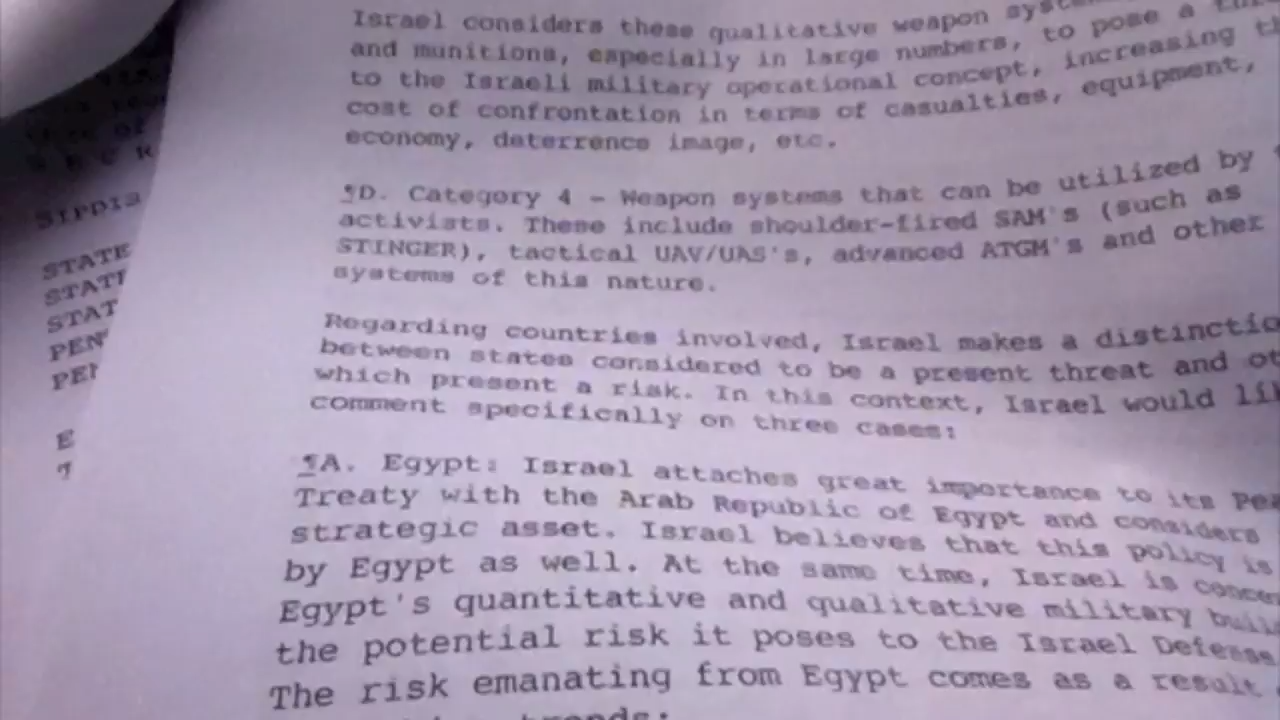 Israel considers these qualitative weapon
and munitions, especially in large numbers, to pose a
to the Israeli military operational concept, increasing
cost of confrontation in terms of casualties, equipment,
economy, deterrence image, etc.
¶D. Category 4 - Weapon systems that can be utilized by
activists. These include shoulder-fired SAM's (such as
STINGER), tactical UAV/UAS's, advanced ATGM's and other
systems of this nature.
Regarding countries involved, Israel makes a
between states considered to be a present threat and
which present a risk. In this context, Israel would
comment specifically on three cases:
¶A. Egypt: Israel attaches great importance to its
Treaty with the Arab Republic of Egypt and considers
strategic asset. Israel believes that this policy is
by Egypt as well. At the same time, Israel is
Egypt's quantitative and qualitative military
the potential risk it poses to the Israel Defense
The risk emanating from Egypt comes as a result
trends:
STATE